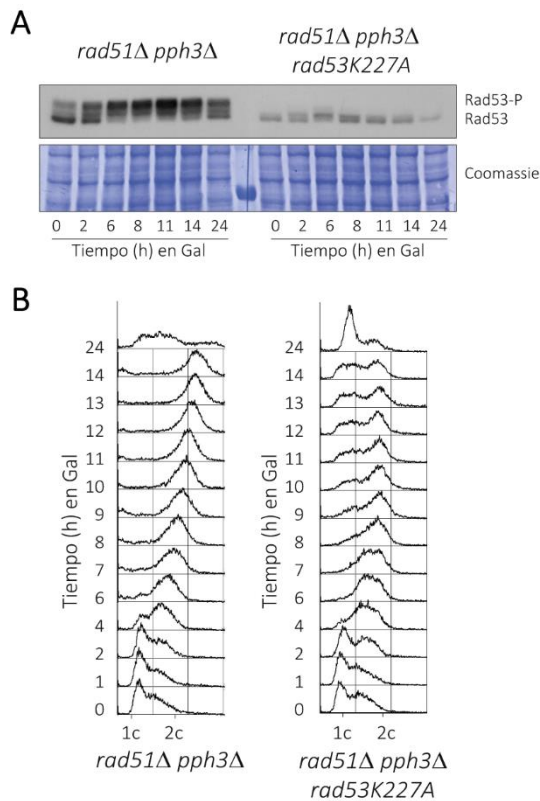 A
rad51Δ pph3Δ
rad51Δ pph3Δ
rad53K227A
Rad53-P
Rad53
Coomassie
0 2 6 8 11 14 24 0 2 6 8 11 14 24
Tiempo (h) en Gal Tiempo (h) en Gal
B
Tiempo (h) en Gal
24
14
13
12
11
10
9
8
7
6
4
2
1
0
1c 2c
rad51Δ pph3Δ
Tiempo (h) en Gal
24
14
13
12
11
10
9
8
7
6
4
2
1
0
1c 2c
rad51Δ pph3Δ
rad53K227A